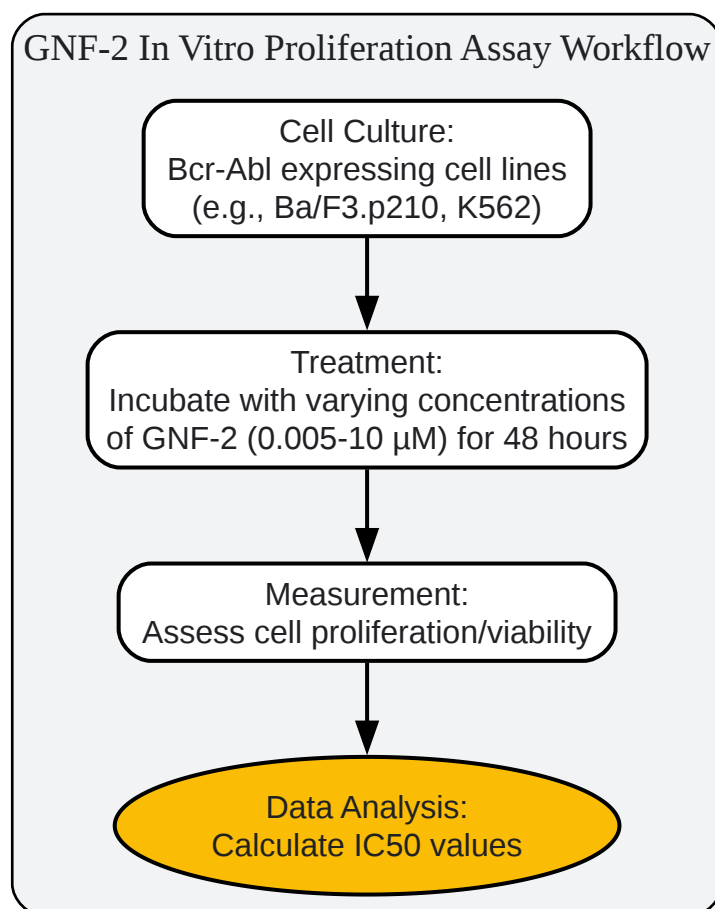 GNF-2 In Vitro Proliferation Assay Workflow
Cell Culture:
Bcr-Abl expressing cell lines
(e.g., Ba/F3.p210, K562)
Treatment:
Incubate with varying concentrations
of GNF-2 (0.005-10 µM) for 48 hours
Measurement:
Assess cell proliferation/viability
Data Analysis:
Calculate IC50 values